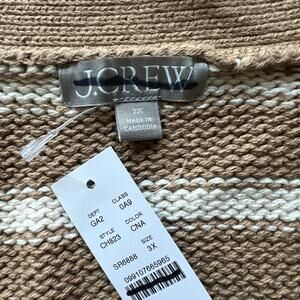 J.CREW
3X
MADE IN
CAMBODIA
DEPT CLASS
GA2 0A9
STYLE COLOR
CH823 CNA
SIZE
SR6888 3X
099107665965